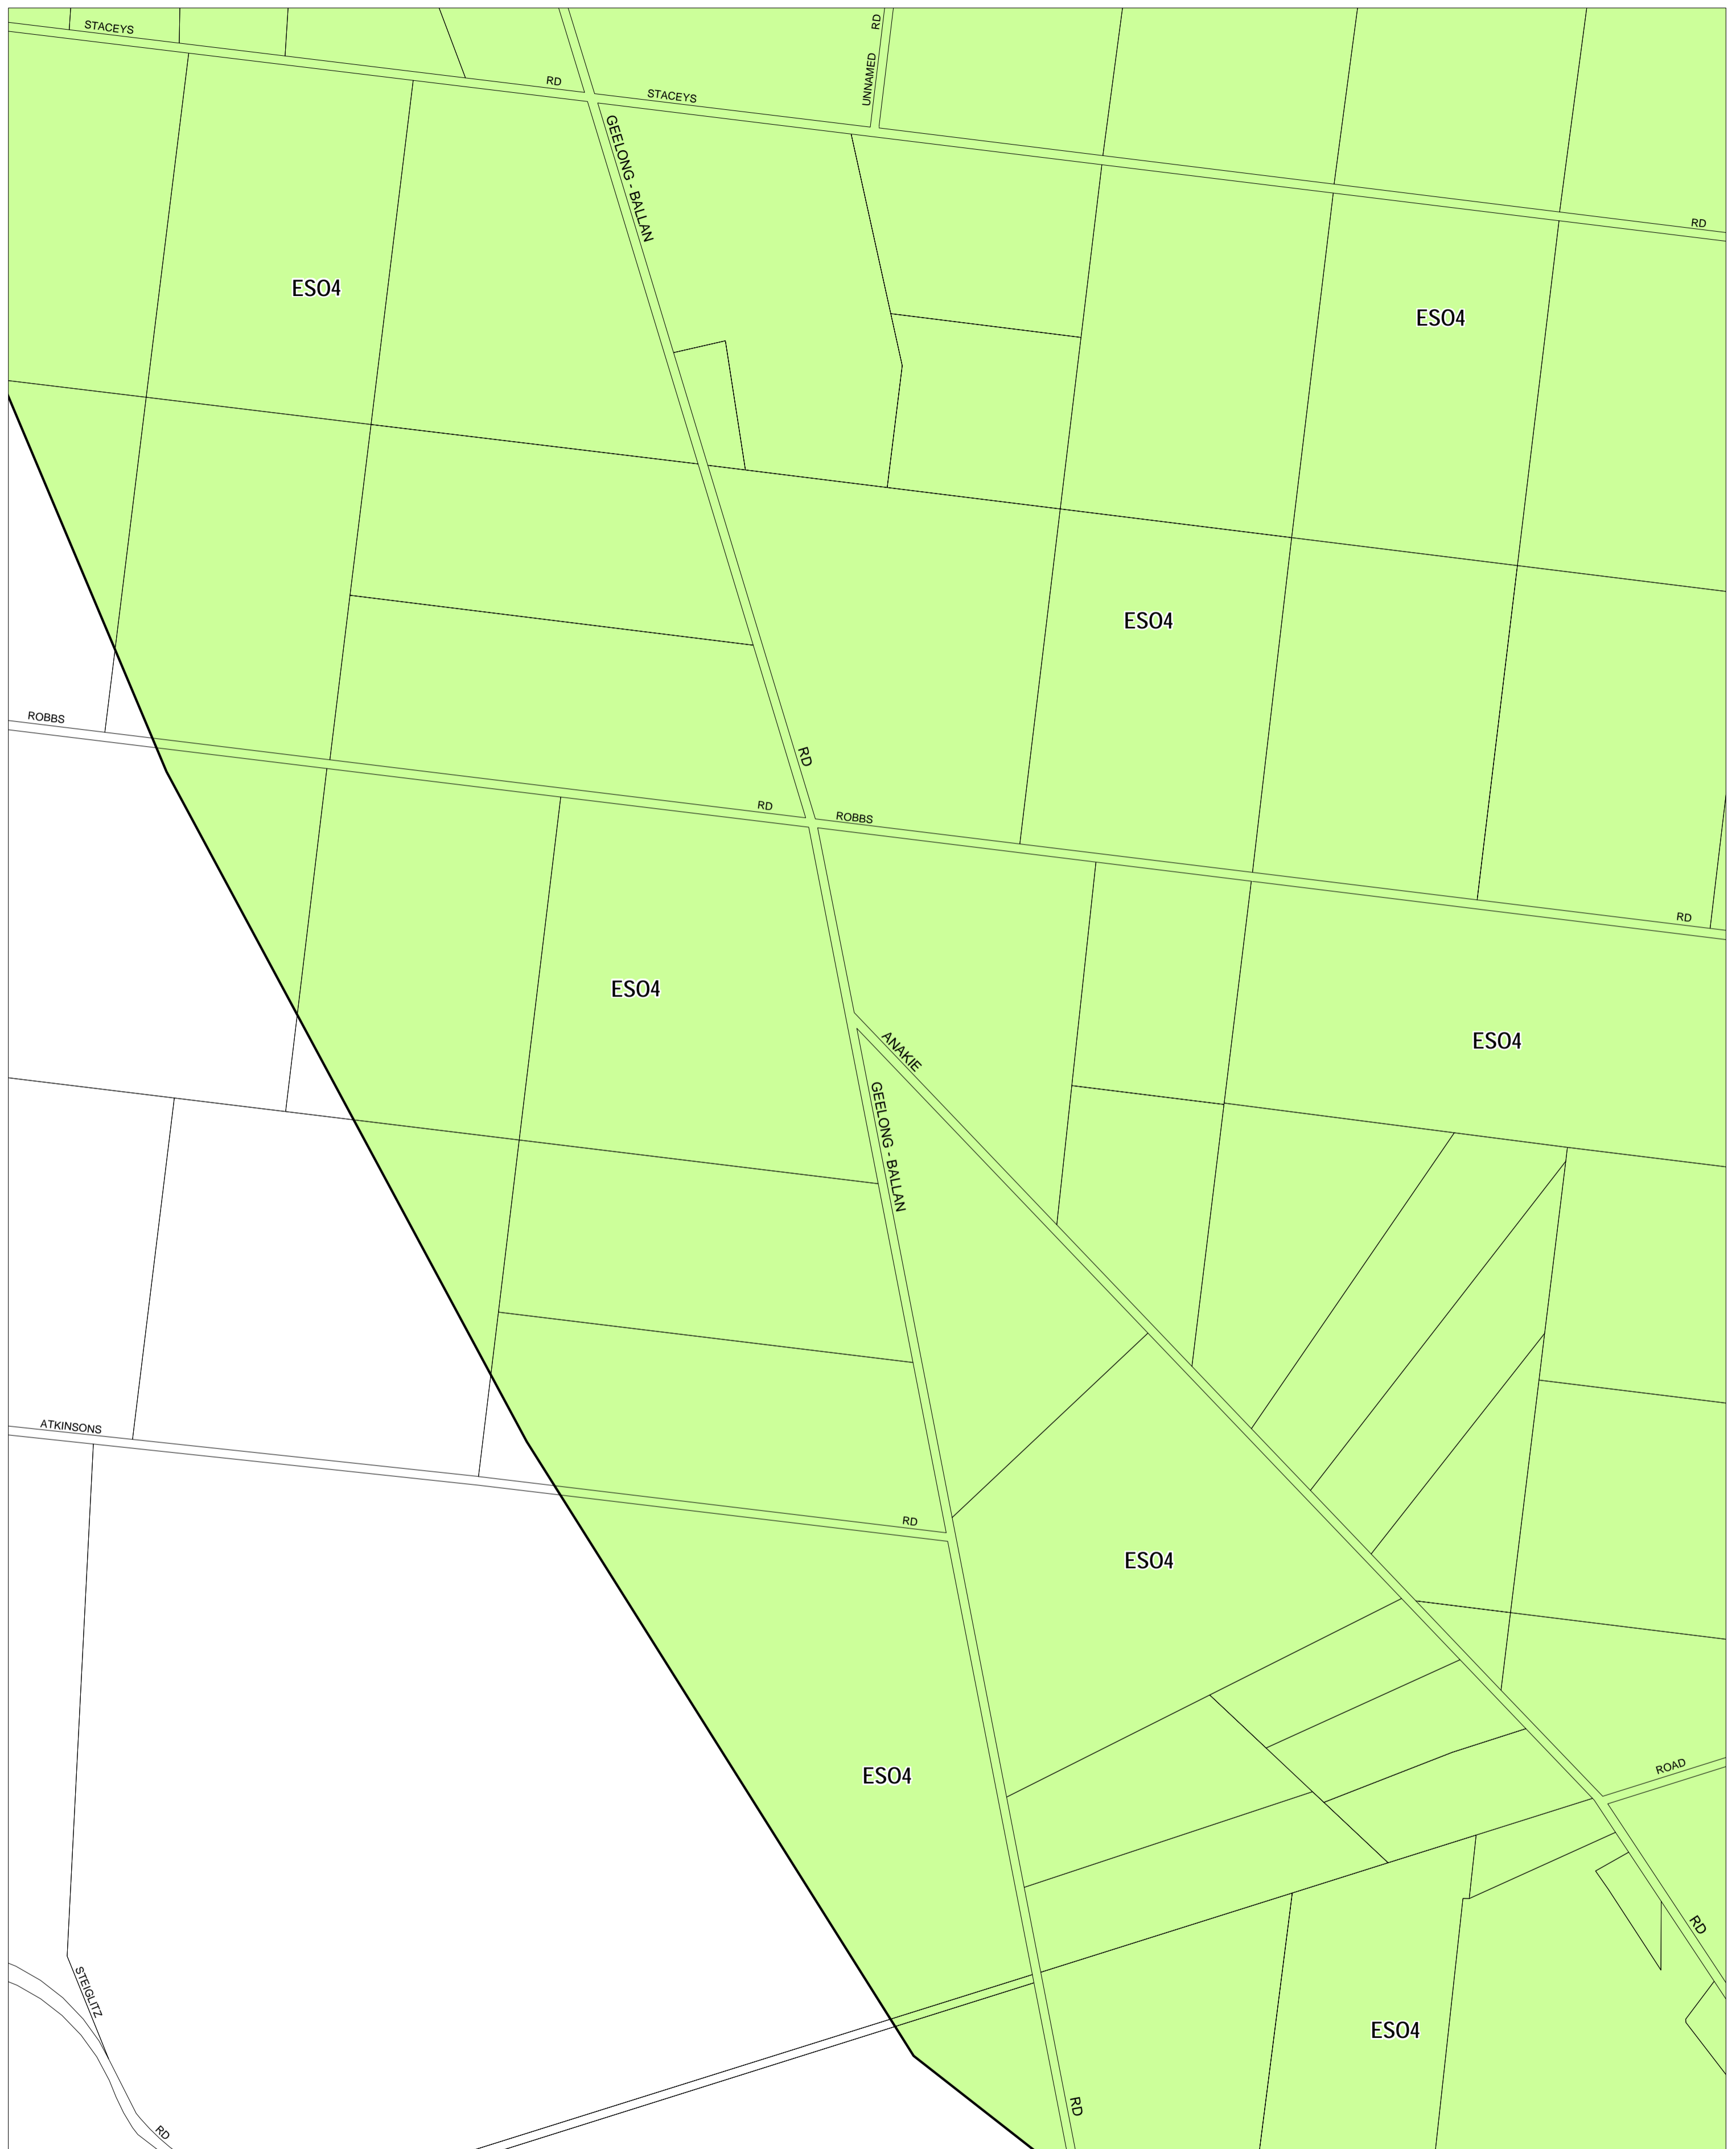 STACEYS
RD
UNNAMED
RD
STACEYS
GEELONG - BALLAN
RD
ESO4
ESO4
ESO4
ROBBS
RD
RD
ROBBS
RD
ESO4
ANAKIE
ESO4
GEELONG - BALLAN
ATKINSONS
RD
ESO4
ESO4
ROAD
RD
STEIGLITZ
ESO4
RD
RD